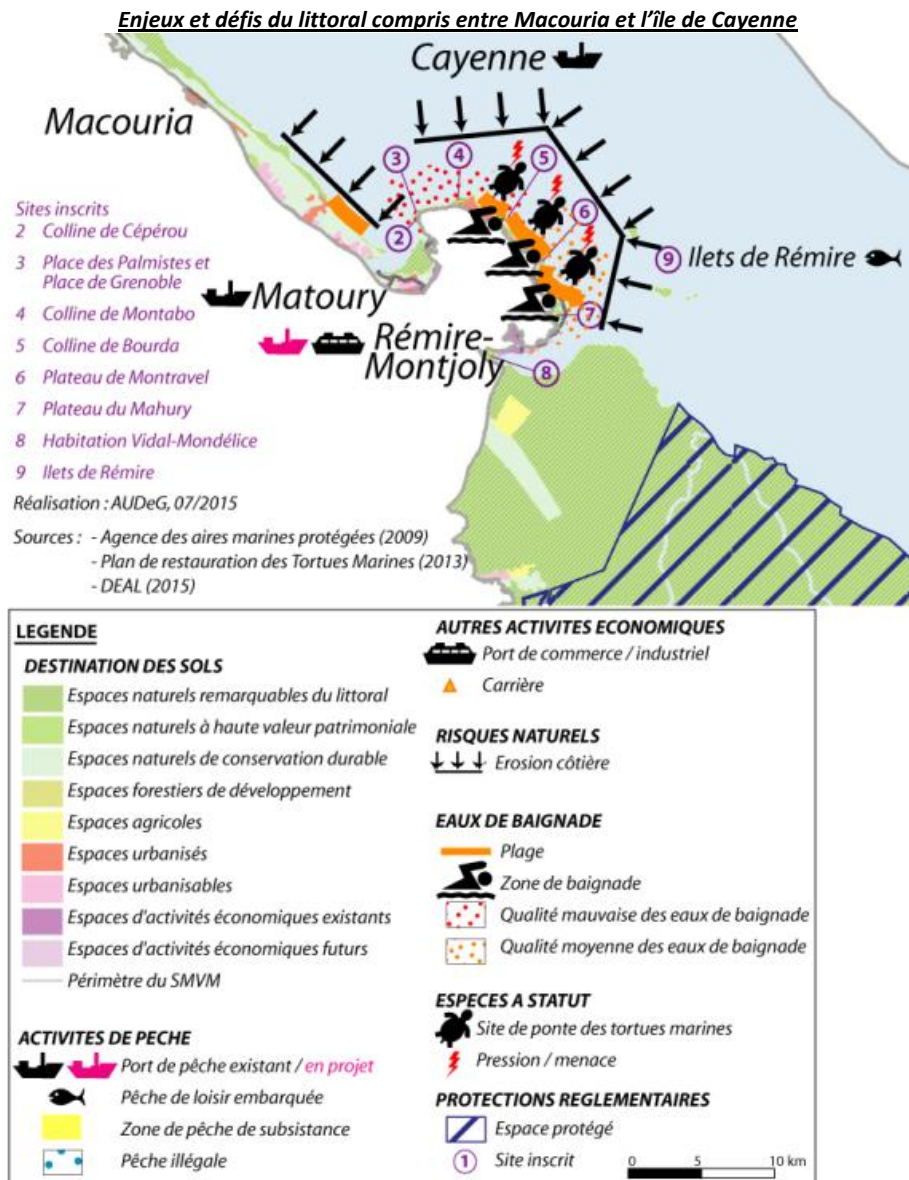 Enjeux et défis du littoral compris entre Macouria et l'île de Cayenne
Cayenne
Macouria
3
4
5
6
2
9 Ilets de Rémire
Matoury
7
Rémire-
Montjoly
8
Sites inscrits
2 Colline de Cépérou
3 Place des Palmistes et
Place de Grenoble
4 Colline de Montabo
5 Colline de Bourda
6 Plateau de Montravel
7 Plateau du Mahury
8 Habitation Vidal-Mondélice
9 Ilets de Rémire
Réalisation : AUDeG, 07/2015
Sources : - Agence des aires marines protégées (2009)
- Plan de restauration des Tortues Marines (2013)
- DEAL (2015)
LEGENDE
DESTINATION DES SOLS
Espaces naturels remarquables du littoral
Espaces naturels à haute valeur patrimoniale
Espaces naturels de conservation durable
Espaces forestiers de développement
Espaces agricoles
Espaces urbanisés
Espaces urbanisables
Espaces d'activités économiques existants
Espaces d'activités économiques futurs
Périmètre du SMVM
ACTIVITES DE PECHE
Port de pêche existant / en projet
Pêche de loisir embarquée
Zone de pêche de subsistance
Pêche illégale
AUTRES ACTIVITES ECONOMIQUES
Port de commerce / industriel
Carrière
RISQUES NATURELS
Erosion côtière
EAUX DE BAIGNADE
Plage
Zone de baignade
Qualité mauvaise des eaux de baignade
Qualité moyenne des eaux de baignade
ESPECES A STATUT
Site de ponte des tortues marines
Pression / menace
PROTECTIONS REGLEMENTAIRES
Espace protégé
1 Site inscrit
0 5 10 km